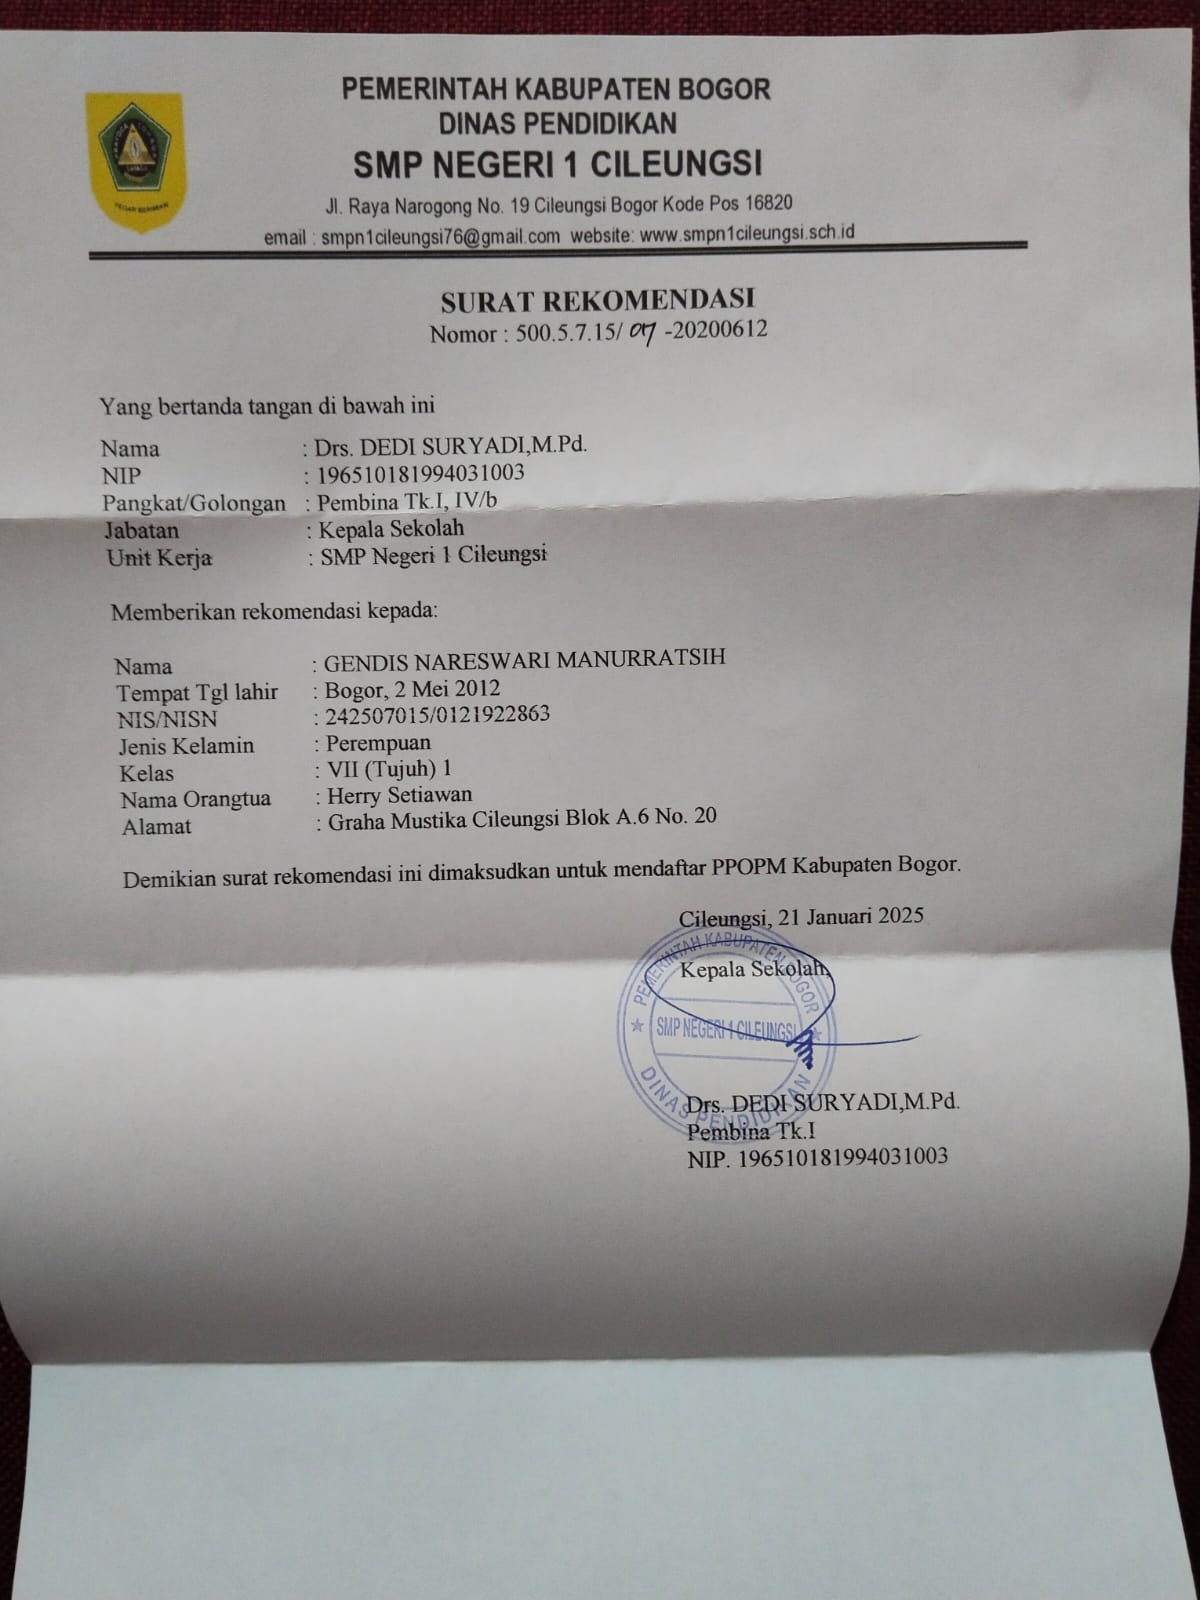 PEMERINTAH KABUPATEN BOGOR
DINAS PENDIDIKAN
SMP NEGERI 1 CILEUNGSI
Jl. Raya Narogong No. 19 Cileungsi Bogor Kode Pos 16820
email : smpn1cileungsi76@gmail.com website: www.smpn1cileungsi.sch.id
TEGAR BERIMAN
SURAT REKOMENDASI
Nomor : 500.5.7.15/ 07 -20200612
Yang bertanda tangan di bawah ini
Nama : Drs. DEDI SURYADI,M.Pd.
NIP : 196510181994031003
Pangkat/Golongan : Pembina Tk.I, IV/b
Jabatan : Kepala Sekolah
Unit Kerja : SMP Negeri 1 Cileungsi
Memberikan rekomendasi kepada:
Nama : GENDIS NARESWARI MANURRATSIH
Tempat Tgl lahir : Bogor, 2 Mei 2012
NIS/NISN : 242507015/0121922863
Jenis Kelamin : Perempuan
Kelas : VII (Tujuh) 1
Nama Orangtua : Herry Setiawan
Alamat : Graha Mustika Cileungsi Blok A.6 No. 20
Demikian surat rekomendasi ini dimaksudkan untuk mendaftar PPOPM Kabupaten Bogor.
Cileungsi, 21 Januari 2025
Kepala Sekolah,
PEMERINTAH KABUPATEN BOGOR
SMP NEGERI 1 CILEUNGSI
DINAS PENDIDIKAN
Drs. DEDI SURYADI,M.Pd.
Pembina Tk.I
NIP. 196510181994031003